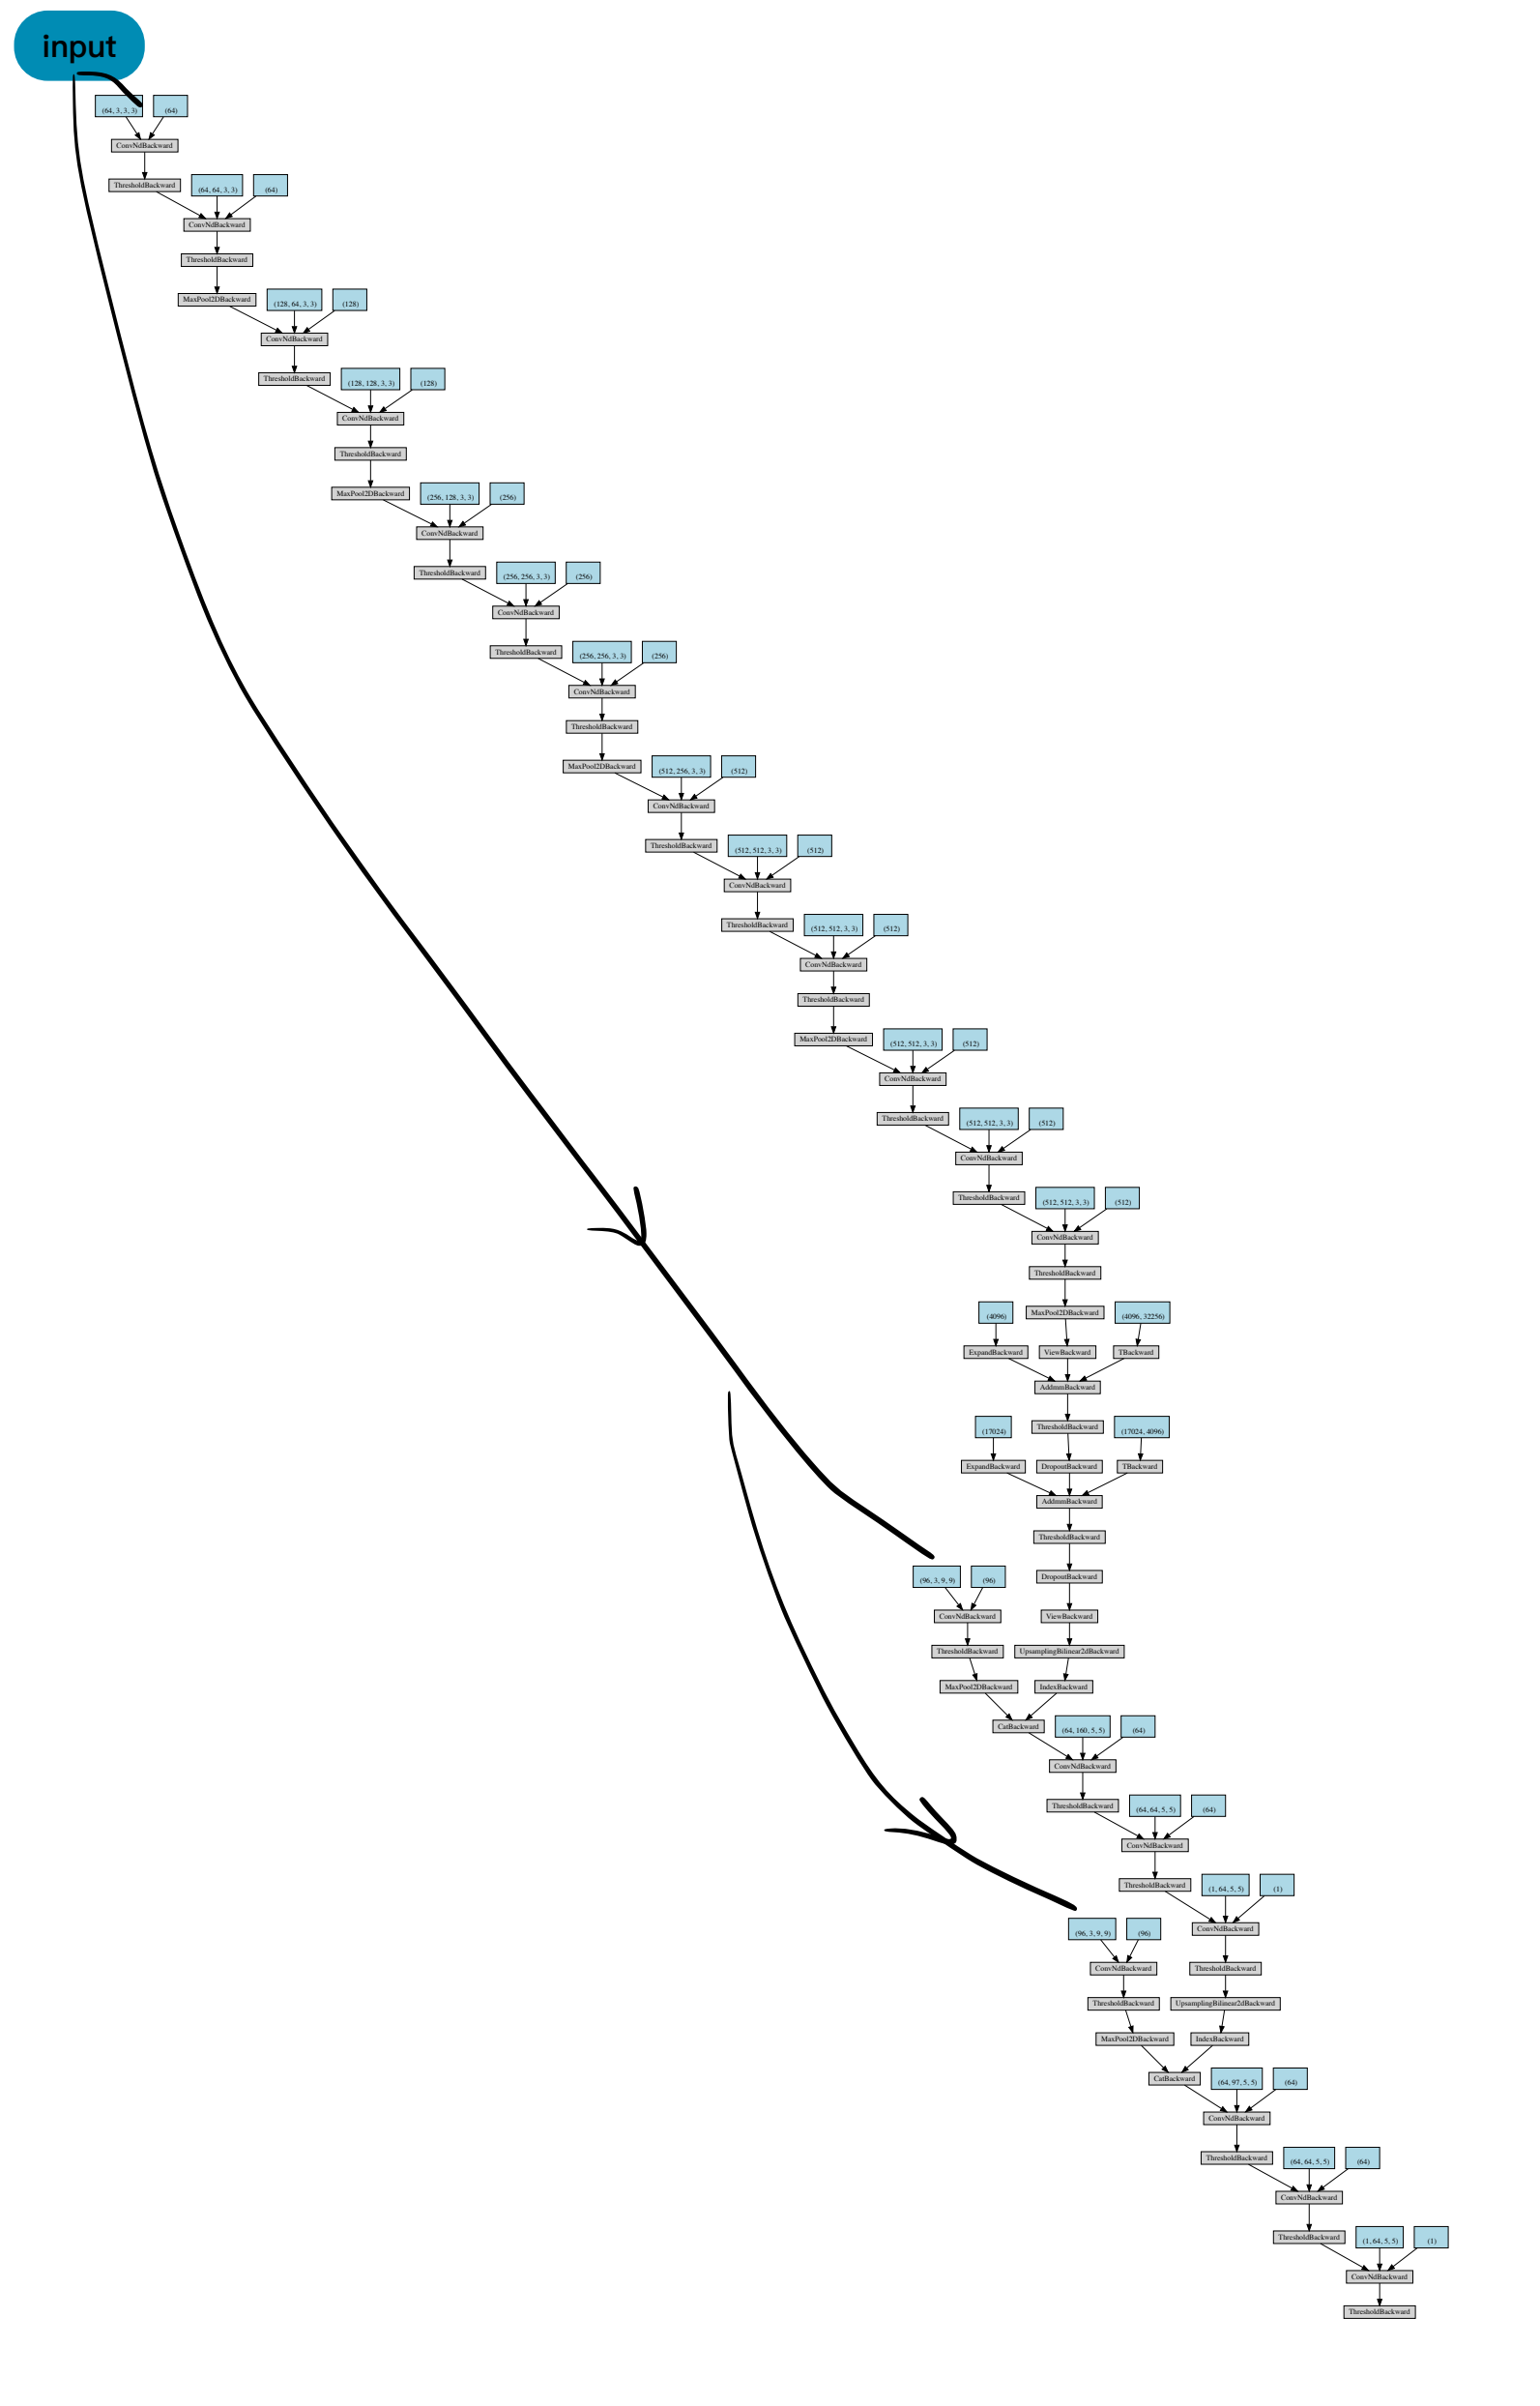 input
(64, 3, 3, 3) (64)
ConvNdBackward
ThresholdBackward (64, 64, 3, 3) (64)
ConvNdBackward
ThresholdBackward
MaxPool2DBackward (128, 64, 3, 3) (128)
ConvNdBackward
ThresholdBackward (128, 128, 3, 3) (128)
ConvNdBackward
ThresholdBackward
MaxPool2DBackward (256, 128, 3, 3) (256)
ConvNdBackward
ThresholdBackward (256, 256, 3, 3) (256)
ConvNdBackward
ThresholdBackward (256, 256, 3, 3) (256)
ConvNdBackward
ThresholdBackward
MaxPool2DBackward (512, 256, 3, 3) (512)
ConvNdBackward
ThresholdBackward (512, 512, 3, 3) (512)
ConvNdBackward
ThresholdBackward (512, 512, 3, 3) (512)
ConvNdBackward
ThresholdBackward
MaxPool2DBackward (512, 512, 3, 3) (512)
ConvNdBackward
ThresholdBackward (512, 512, 3, 3) (512)
ConvNdBackward
ThresholdBackward (512, 512, 3, 3) (512)
ConvNdBackward
ThresholdBackward
(4096) MaxPool2DBackward (4096, 32256)
ExpandBackward ViewBackward TBackward
AddmmBackward
(17024) ThresholdBackward (17024, 4096)
ExpandBackward DropoutBackward TBackward
AddmmBackward
ThresholdBackward
(96, 3, 9, 9) (96) DropoutBackward
ConvNdBackward ViewBackward
ThresholdBackward UpsamplingBilinear2dBackward
MaxPool2DBackward IndexBackward
CatBackward (64, 160, 5, 5) (64)
ConvNdBackward
ThresholdBackward (64, 64, 5, 5) (64)
ConvNdBackward
ThresholdBackward (1, 64, 5, 5) (1)
(96, 3, 9, 9) (96) ConvNdBackward
ConvNdBackward ThresholdBackward
ThresholdBackward UpsamplingBilinear2dBackward
MaxPool2DBackward IndexBackward
CatBackward (64, 97, 5, 5) (64)
ConvNdBackward
ThresholdBackward (64, 64, 5, 5) (64)
ConvNdBackward
ThresholdBackward (1, 64, 5, 5) (1)
ConvNdBackward
ThresholdBackward